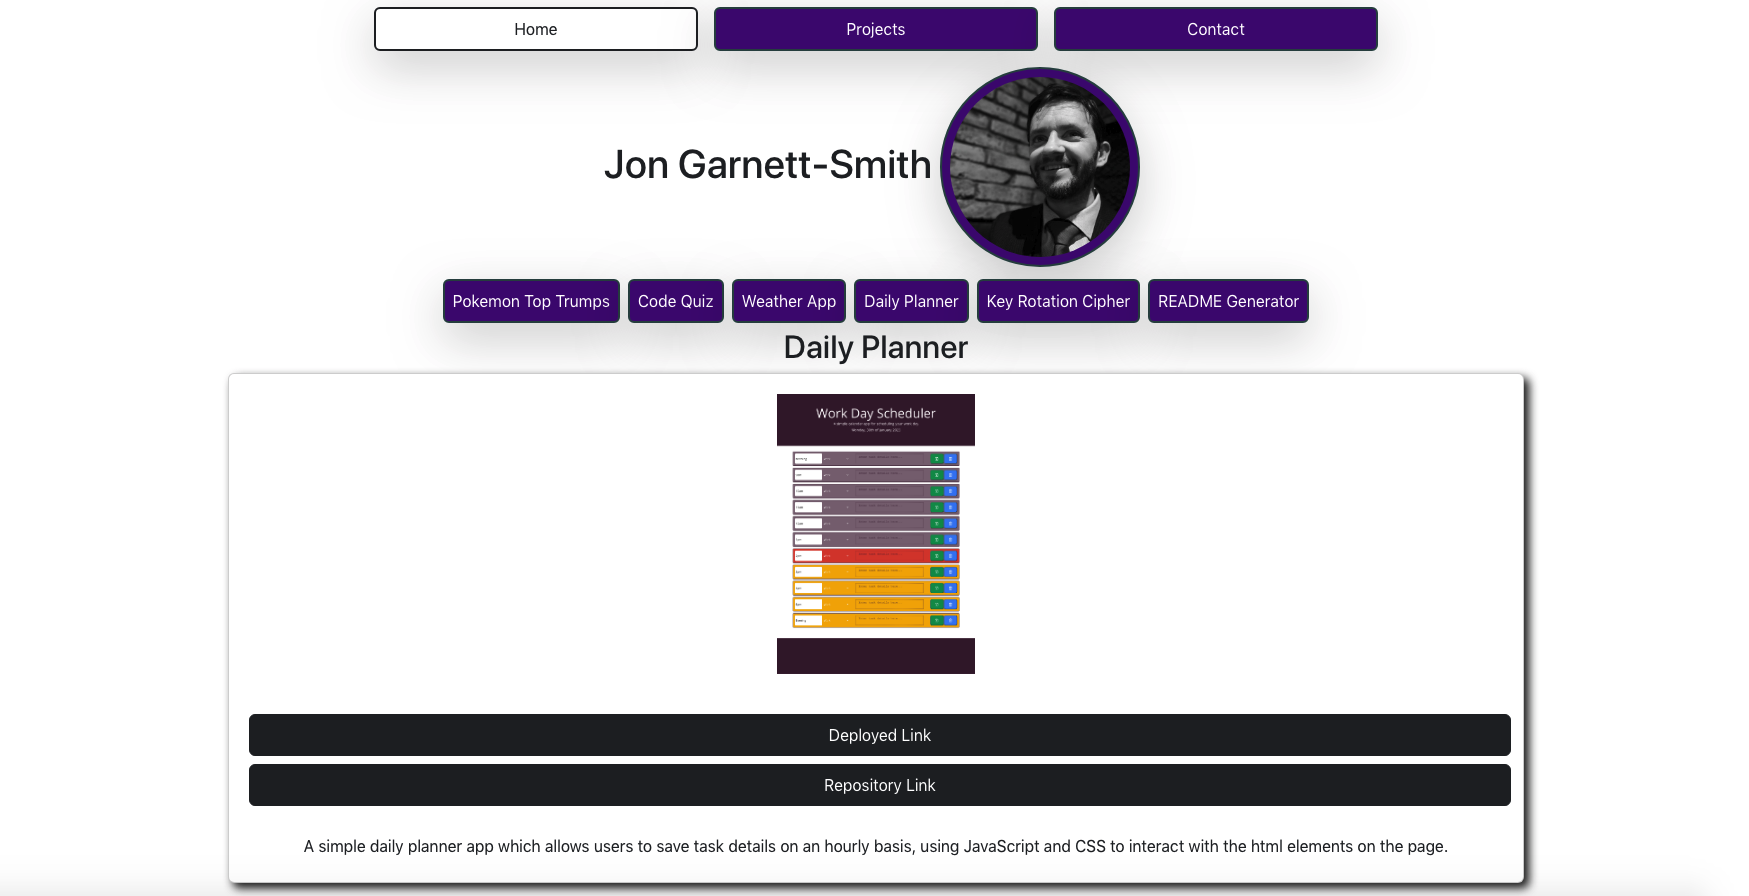 Home
Projects
Contact
Jon Garnett-Smith
Pokemon Top Trumps
Code Quiz
Weather App
Daily Planner
Key Rotation Cipher
README Generator
Daily Planner
Work Day Scheduler
Deployed Link
Repository Link
A simple daily planner app which allows users to save task details on an hourly basis, using JavaScript and CSS to interact with the html elements on the page.